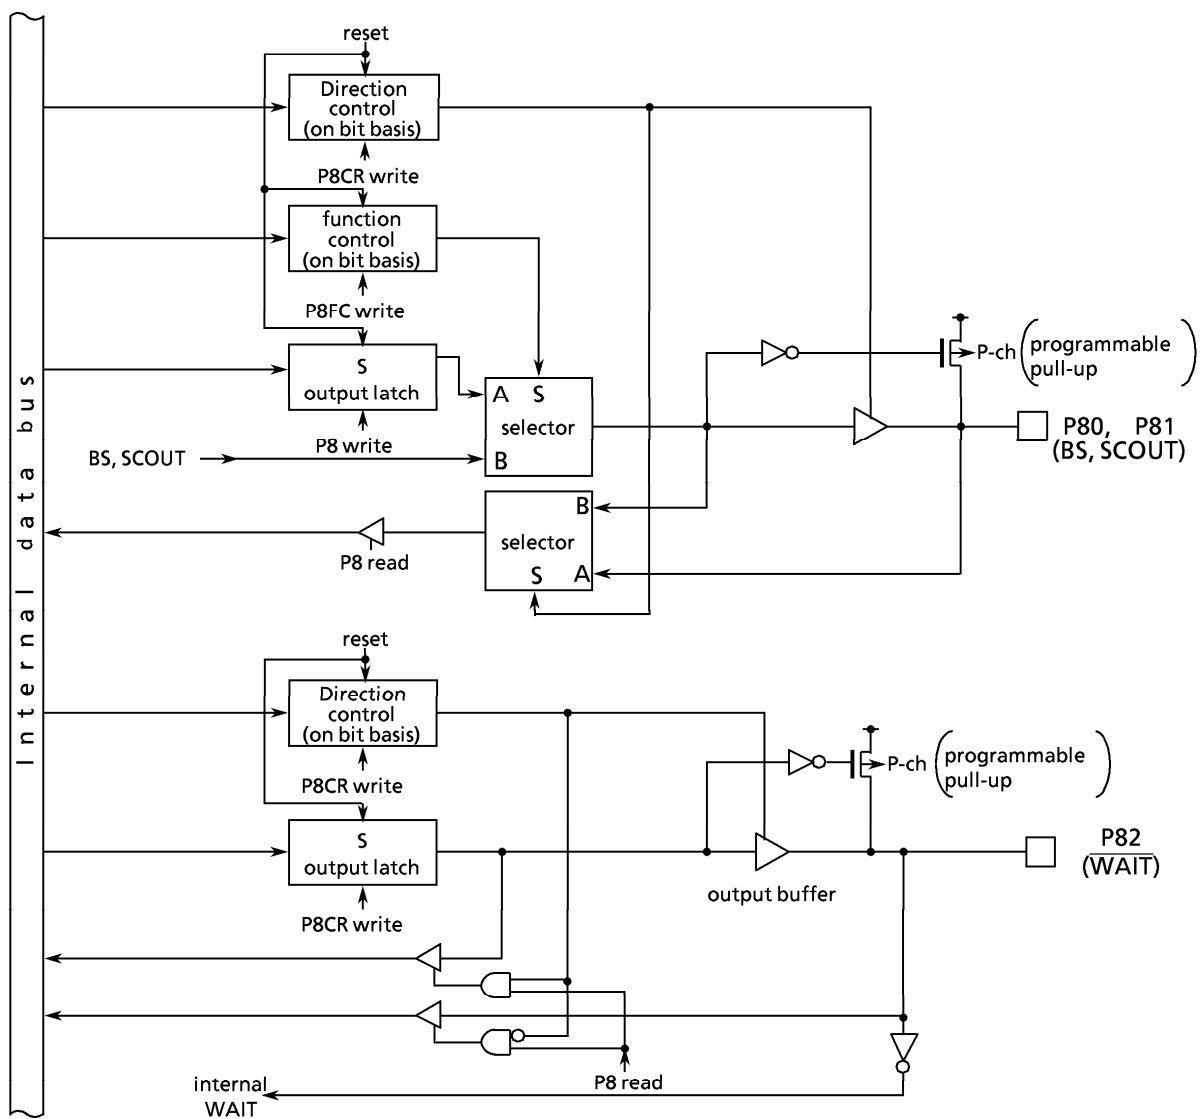 reset
Direction
control
(on bit basis)
P8CR write
function
control
(on bit basis)
P8FC write
S
output latch
P8 write
BS, SCOUT
A S
selector
B
P-ch (programmable
pull-up)
P80, P81
(BS, SCOUT)
B
selector
S A
P8 read
Internal data bus
reset
Direction
control
(on bit basis)
P8CR write
S
output latch
P8CR write
P-ch (programmable
pull-up)
P82
(WAIT)
output buffer
P8 read
internal
WAIT